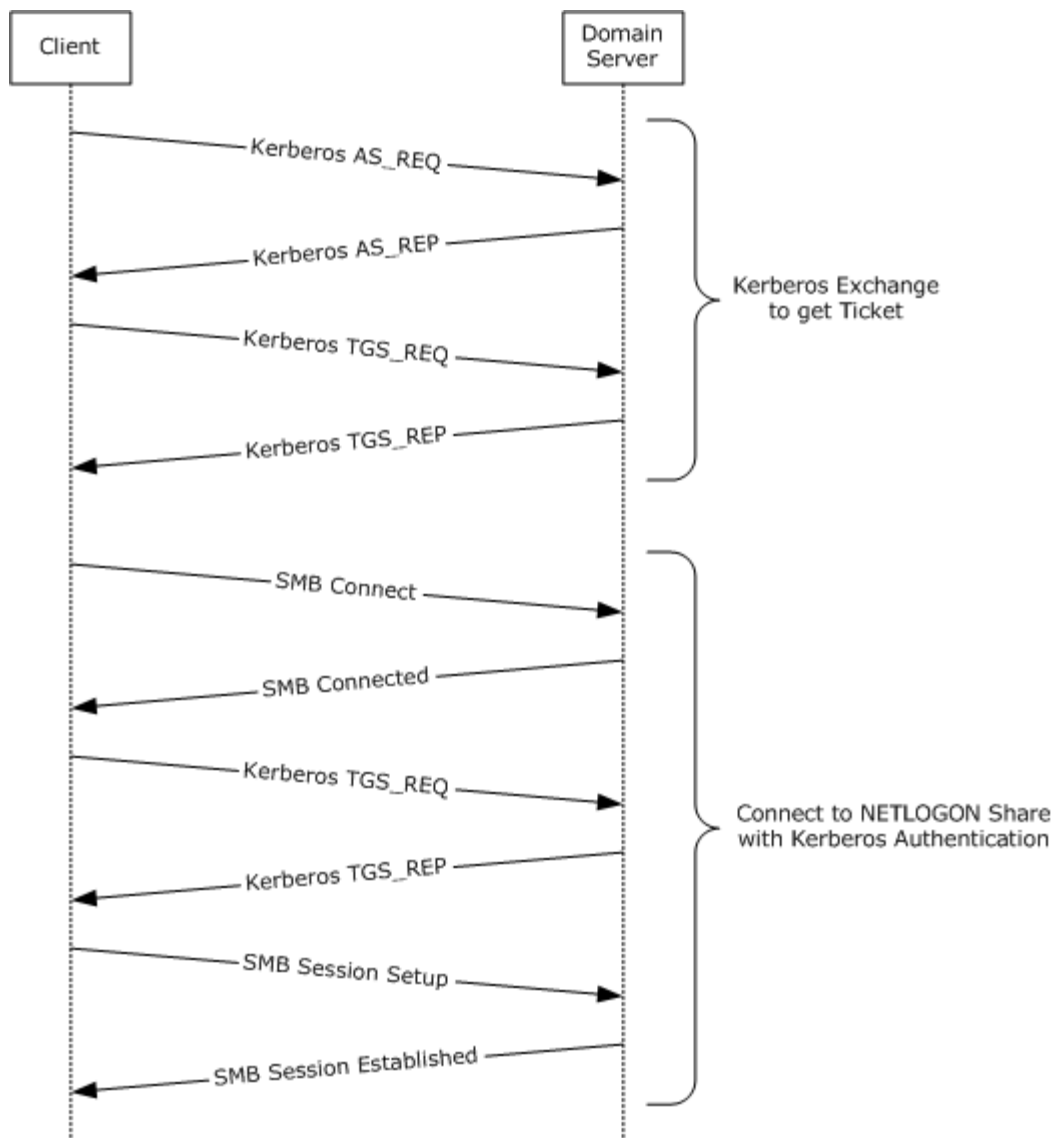 Client
Domain
Server
Kerberos AS_REQ
Kerberos AS_REP
Kerberos TGS_REQ
Kerberos TGS_REP
Kerberos Exchange
to get Ticket
SMB Connect
SMB Connected
Kerberos TGS_REQ
Kerberos TGS_REP
SMB Session Setup
SMB Session Established
Connect to NETLOGON Share
with Kerberos Authentication